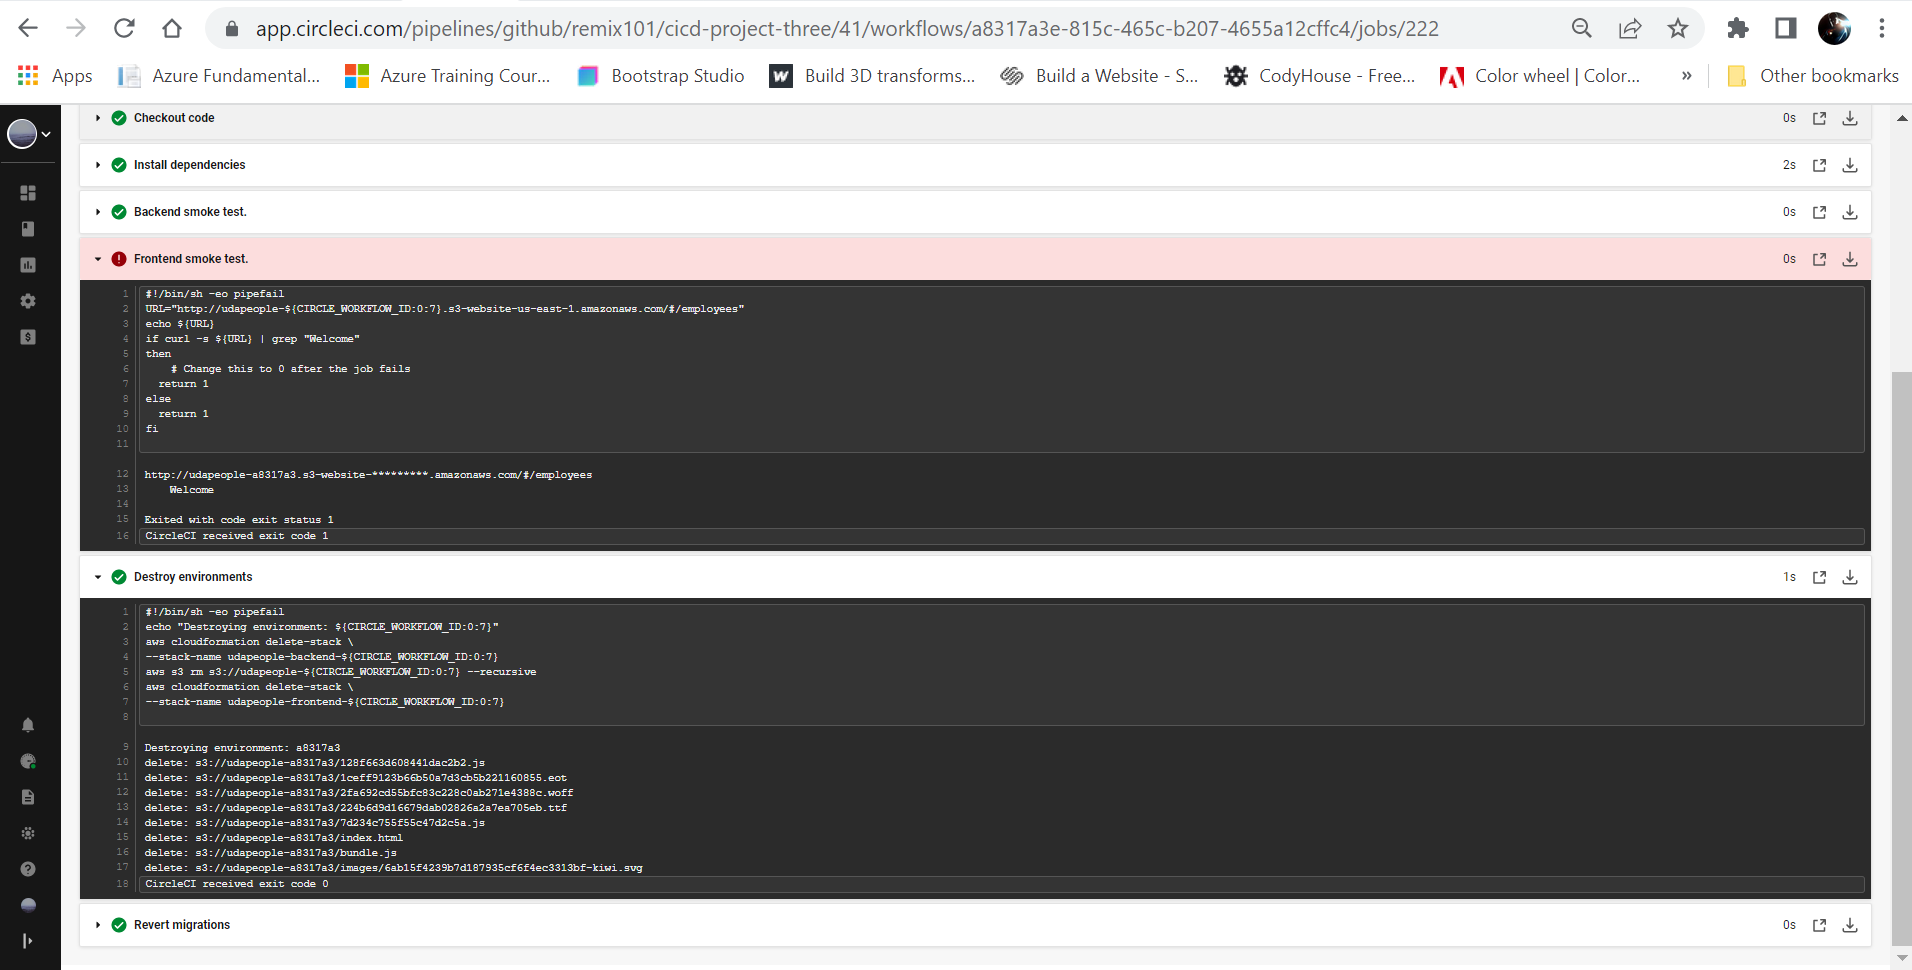 app.circleci.com/pipelines/github/remix101/cicd-project-three/41/workflows/a8317a3e-815c-465c-b207-4655a12cffc4/jobs/222
Apps Azure Fundamental... Azure Training Cour... Bootstrap Studio Build 3D transforms... Build a Website - S... CodyHouse - Free... Color wheel | Color... » Other bookmarks
Checkout code 0s
Install dependencies 2s
Backend smoke test. 0s
Frontend smoke test. 0s
1 #!/bin/sh -eo pipefail
2 URL="http://udapeople-${CIRCLE_WORKFLOW_ID:0:7}.s3-website-us-east-1.amazonaws.com/#/employees"
3 echo ${URL}
4 if curl -s ${URL} | grep "Welcome"
5 then
6 # Change this to 0 after the job fails
7 return 1
8 else
9 return 1
10 fi
11
12 http://udapeople-a8317a3.s3-website-*********.amazonaws.com/#/employees
13 Welcome
14
15 Exited with code exit status 1
16 CircleCI received exit code 1
Destroy environments 1s
1 #!/bin/sh -eo pipefail
2 echo "Destroying environment: ${CIRCLE_WORKFLOW_ID:0:7}"
3 aws cloudformation delete-stack \
4 --stack-name udapeople-backend-${CIRCLE_WORKFLOW_ID:0:7}
5 aws s3 rm s3://udapeople-${CIRCLE_WORKFLOW_ID:0:7} --recursive
6 aws cloudformation delete-stack \
7 --stack-name udapeople-frontend-${CIRCLE_WORKFLOW_ID:0:7}
8
9 Destroying environment: a8317a3
10 delete: s3://udapeople-a8317a3/128f663d608441dac2b2.js
11 delete: s3://udapeople-a8317a3/1ceff9123b66b50a7d3cb5b221160855.eot
12 delete: s3://udapeople-a8317a3/2fa692cd55bfc83c228c0ab271e4388c.woff
13 delete: s3://udapeople-a8317a3/224b6d9d16679dab02826a2a7ea705eb.ttf
14 delete: s3://udapeople-a8317a3/7d234c755f55c47d2c5a.js
15 delete: s3://udapeople-a8317a3/index.html
16 delete: s3://udapeople-a8317a3/bundle.js
17 delete: s3://udapeople-a8317a3/images/6ab15f4239b7d187935cf6f4ec3313bf-kiwi.svg
18 CircleCI received exit code 0
Revert migrations 0s